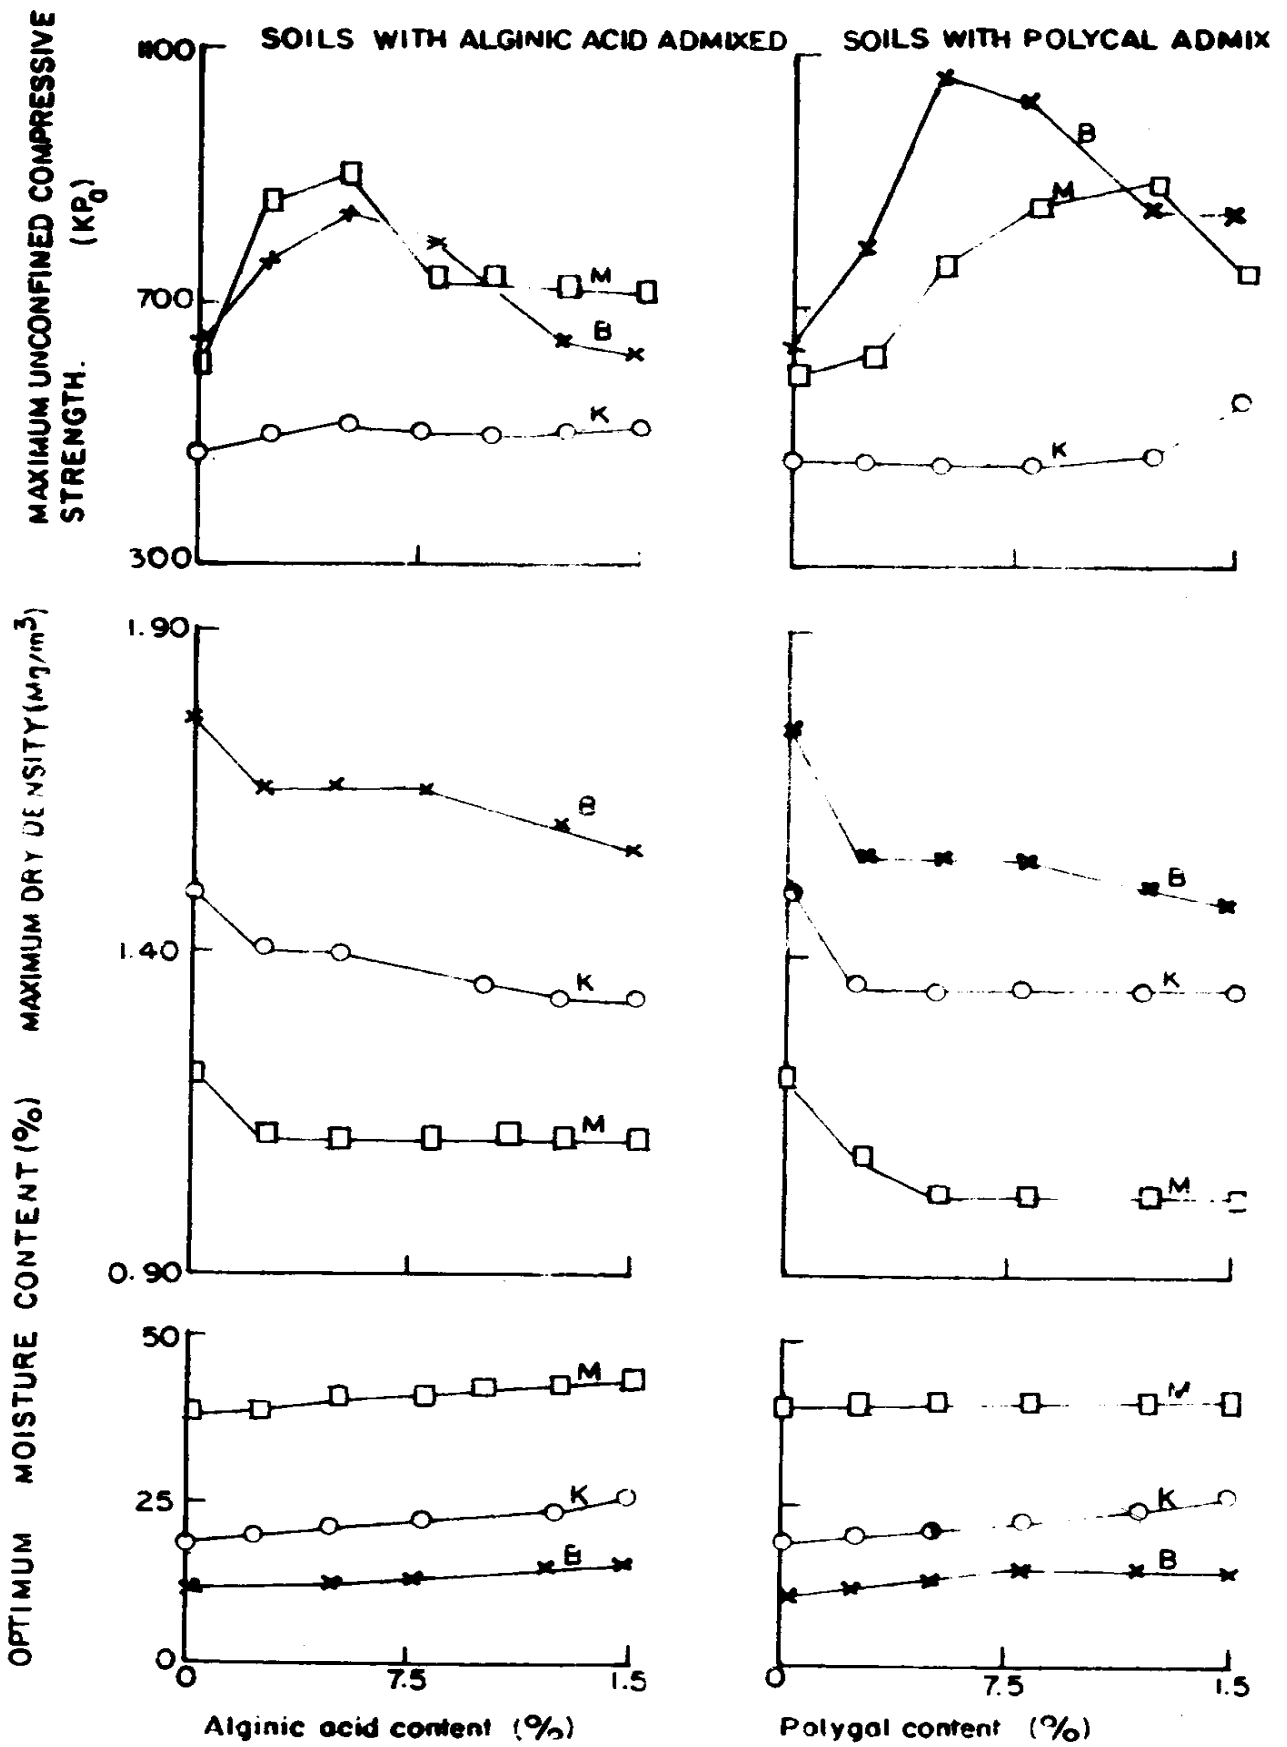 SOILS WITH ALGINIC ACID ADMIXED
SOILS WITH POLYCAL ADMIX
MAXIMUM UNCONFINED COMPRESSIVE
STRENGTH.
(KPa)
1100
700
300
M
B
K
B
M
K
MAXIMUM DRY DENSITY (Mg/m3)
1.90
1.40
0.90
B
K
M
B
K
M
OPTIMUM MOISTURE CONTENT (%)
50
25
0
M
K
B
M
K
B
0 7.5 1.5
0 7.5 1.5
Alginic acid content (%)
Polygal content (%)